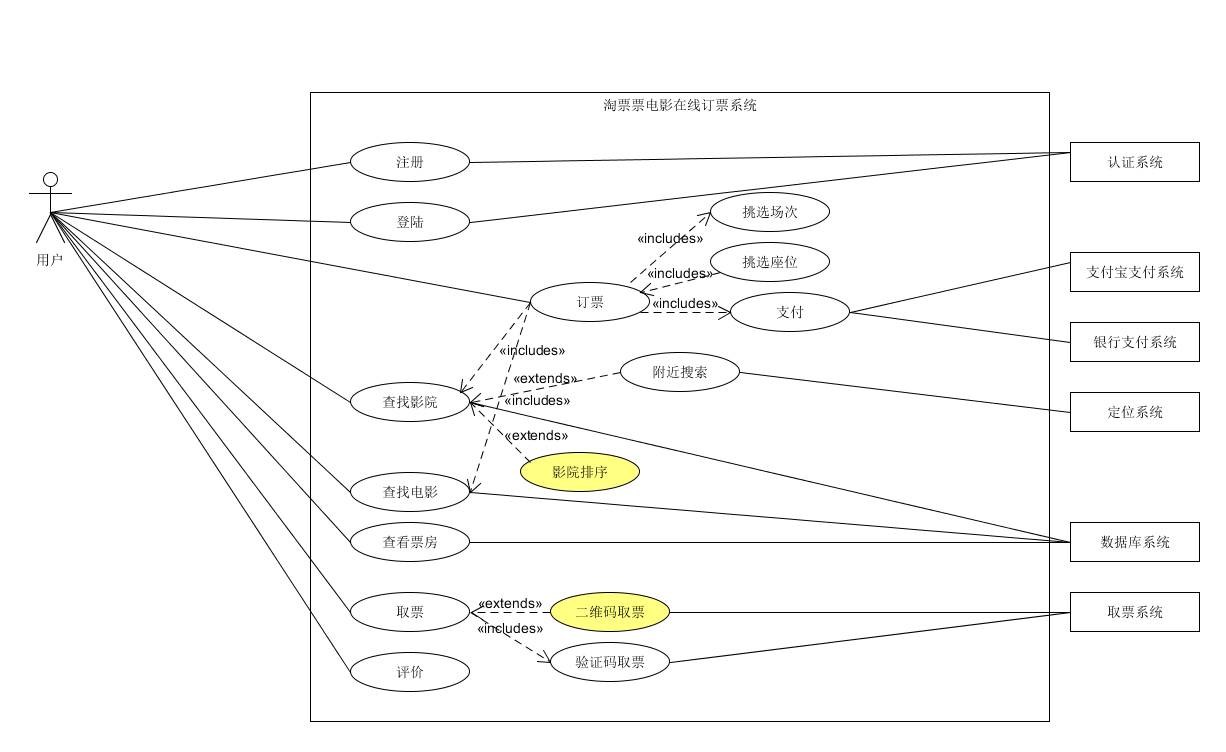 淘票票电影在线订票系统
注册
认证系统
登陆
挑选场次
«includes»
用户
挑选座位
支付宝支付系统
«includes»
订票
«includes»
支付
银行支付系统
«includes»
附近搜索
«extends»
查找影院
«includes»
定位系统
«extends»
影院排序
查找电影
查看票房
数据库系统
«extends»
取票
二维码取票
取票系统
«includes»
验证码取票
评价